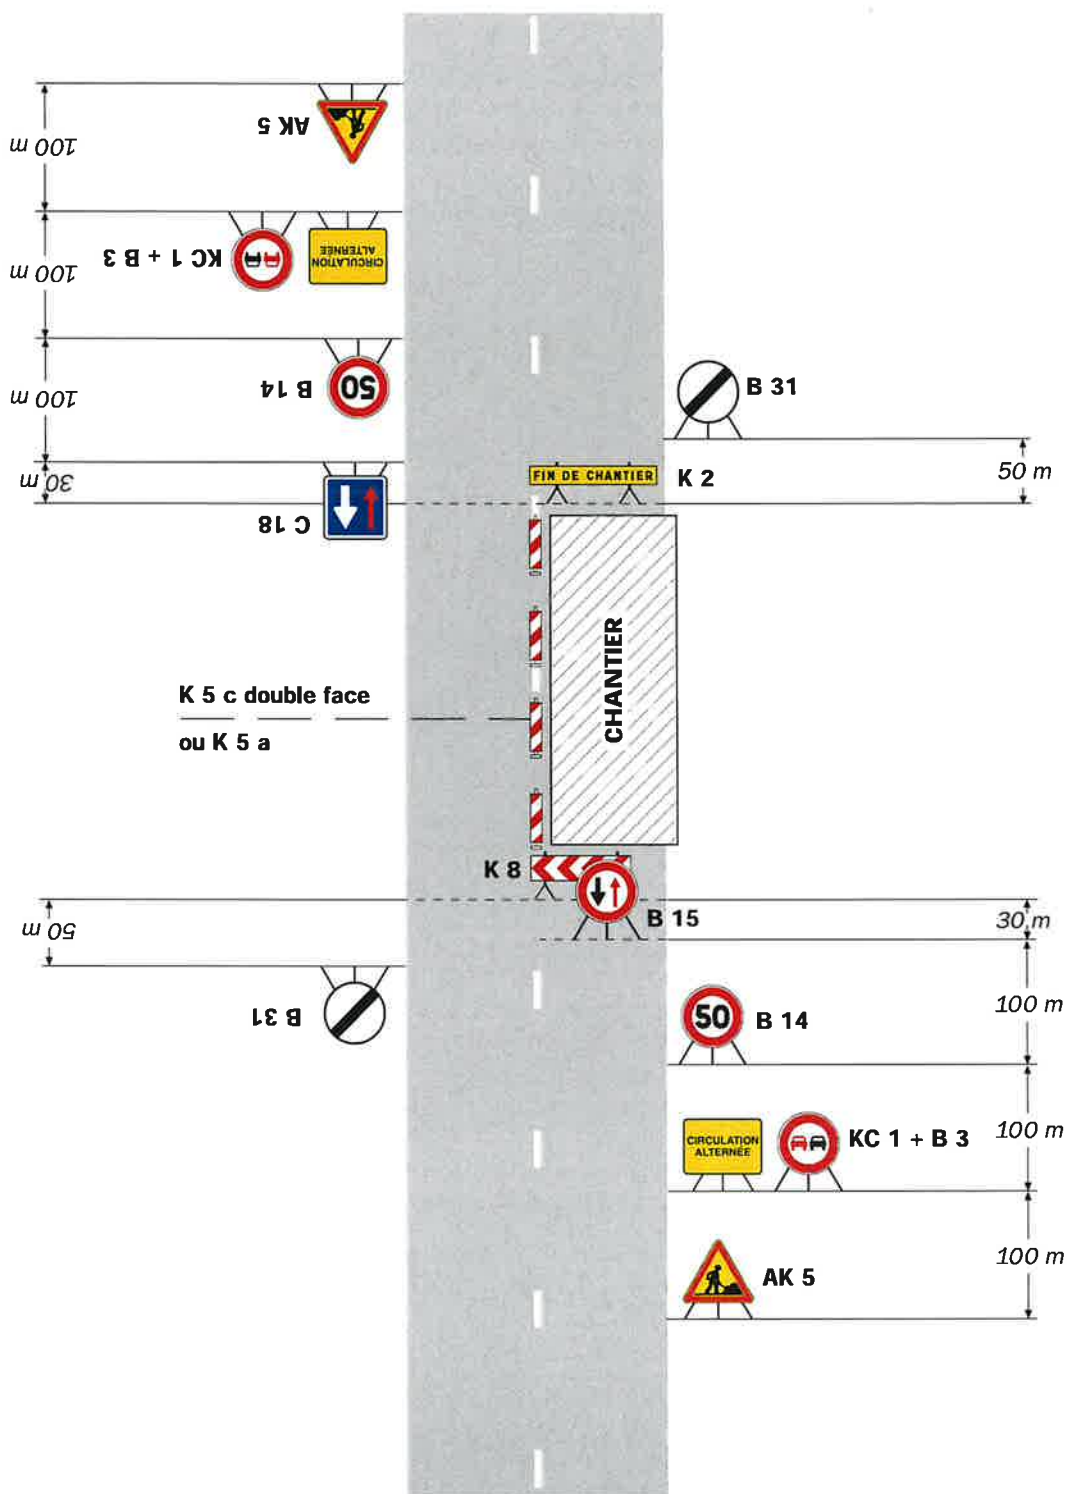 AK 5
100 m
CIRCULATION
ALTERNÉE
KC 1 + B 3
100 m
50
B 14
100 m
B 31
30 m
FIN DE CHANTIER
K 2
50 m
C 18
CHANTIER
K 5 c double face
ou K 5 a
K 8
B 15
30 m
50 m
B 31
50
B 14
100 m
CIRCULATION
ALTERNÉE
KC 1 + B 3
100 m
AK 5
100 m